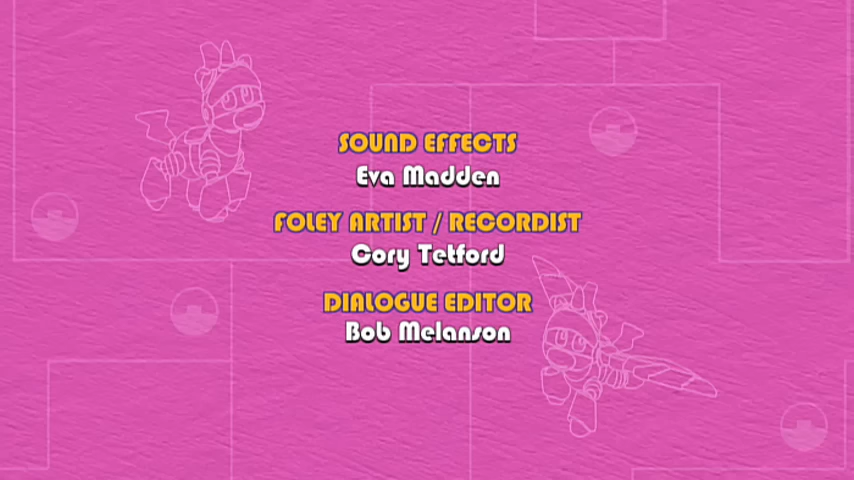 SOUND EFFECTS
Eva Madden
FOLEY ARTIST / RECORDIST
Cory Tetford
DIALOGUE EDITOR
Bob Melanson